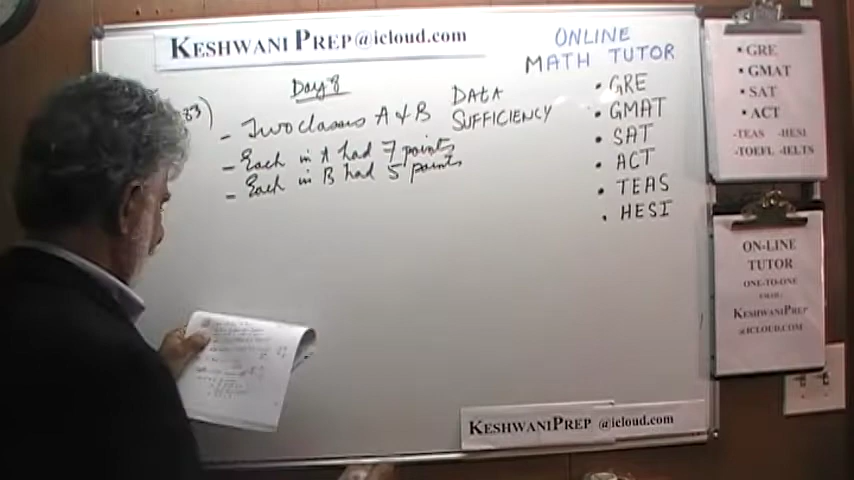 KESHWANI PREP@icloud.com
ONLINE
MATH TUTOR
• GRE
• GMAT
• SAT
• ACT
• TEAS
• HESI
Day 8
33)
DATA
SUFFICIENCY
- Two classes A & B
- Each in A had 7 points
- Each in B had 5 points
KESHWANIPREP @icloud.com
• GRE
• GMAT
• SAT
• ACT
-TEAS -HESI
-TOEFL -IELTS
ON-LINE
TUTOR
ONE-TO-ONE
EMAIL:
KESHWANIPREP
@ICLOUD.COM